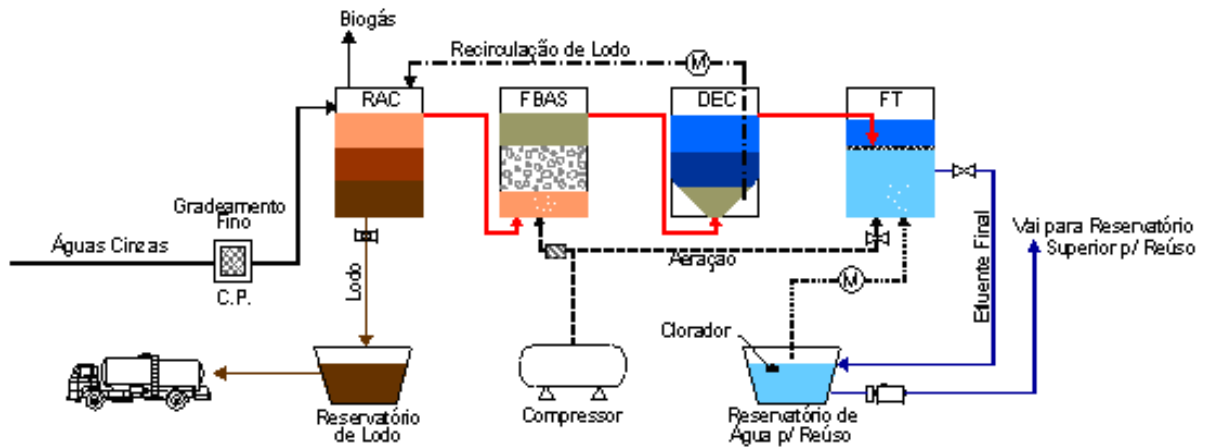 Biogás
Recirculação de Lodo
M
RAC
FBAS
DEC
FT
Gradeamento
Fino
Águas Cinzas
C.P.
Lodo
Aeração
M
Efluente Final
Vai para Reservatório
Superior p/ Reúso
Clorador
Reservatório
de Lodo
Compressor
Reservatório de
Água p/ Reúso